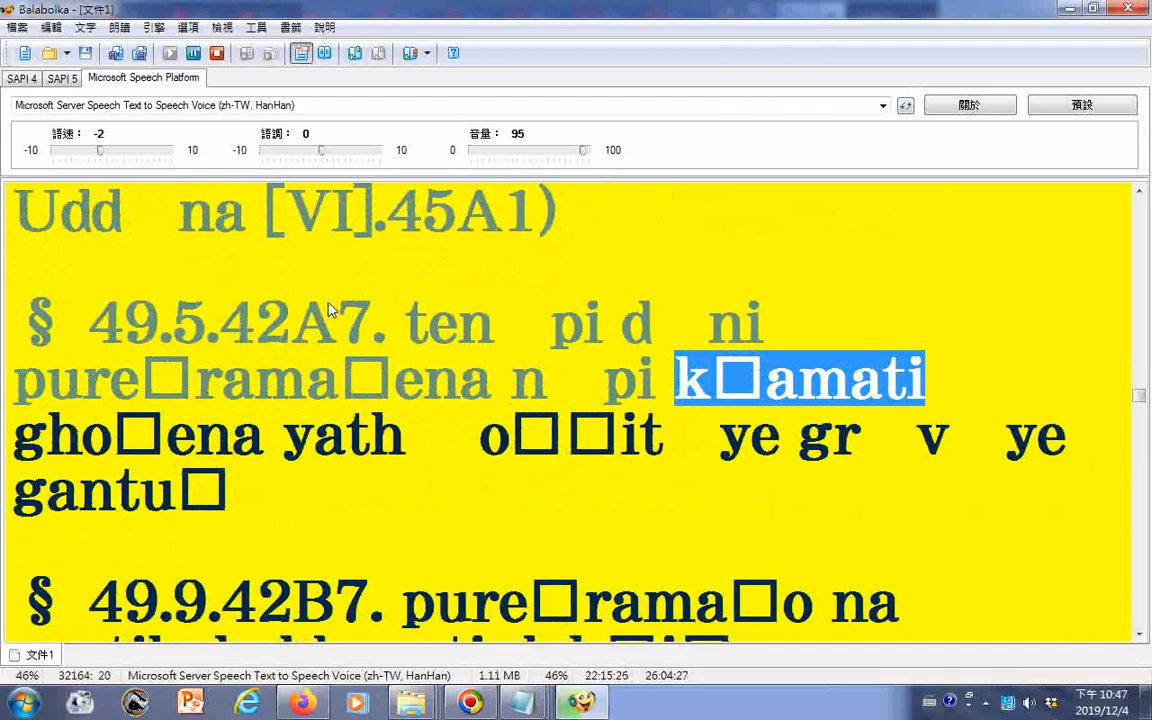 Balabolka - [文件1]
檔案 編輯 文字 朗讀 引擎 選項 檢視 工具 書籤 說明
SAPI 4 SAPI 5 Microsoft Speech Platform
Microsoft Server Speech Text to Speech Voice (zh-TW, HanHan) 關於 預設
語速： -2 語調： 0 音量： 95
-10 10 -10 10 0 100
Udd na [VI].45A1)
§ 49.5.42A7. ten pi d ni
pure□rama□ena n pi k□amati
gho□ena yath o□□it ye gr v ye
gantu□
§ 49.9.42B7. pure□rama□o na
文件1
46% 32164: 20 Microsoft Server Speech Text to Speech Voice (zh-TW, HanHan) 1.11 MB 46% 22:15:25 26:04:27
下午 10:47
2019/12/4